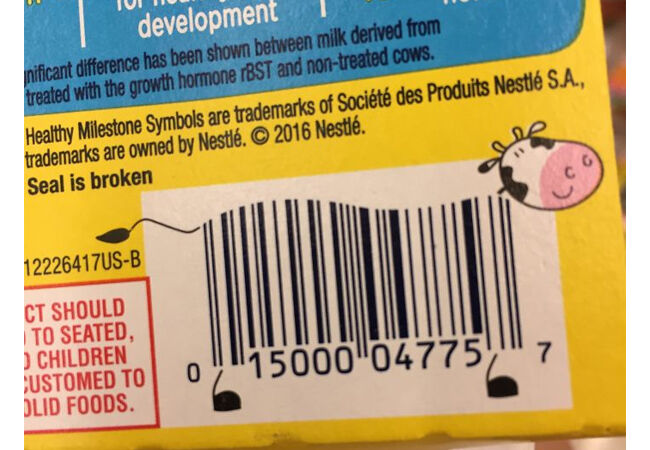 development
nificant difference has been shown between milk derived from
treated with the growth hormone rBST and non-treated cows.
Healthy Milestone Symbols are trademarks of Société des Produits Nestlé S.A.,
trademarks are owned by Nestlé. © 2016 Nestlé.
Seal is broken
12226417US-B
CT SHOULD
TO SEATED,
CHILDREN
CUSTOMED TO
OLID FOODS.
0 15000 04775 7